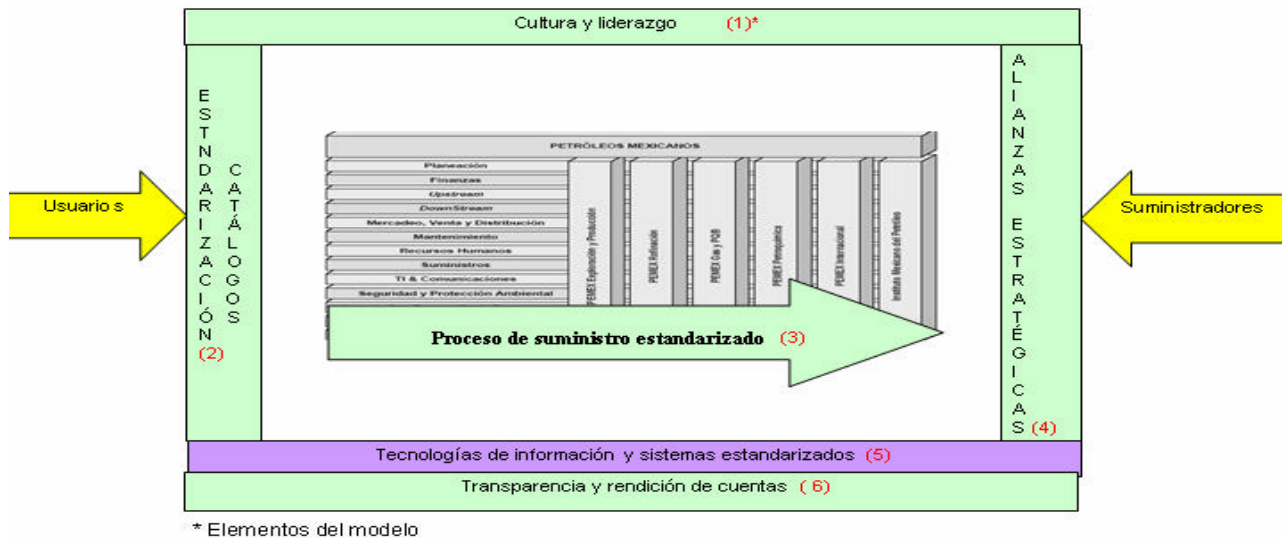 Cultura y liderazgo (1)*
ESTNDARIZACIÓN
(2)
CATÁLOGOS
Usuario s
PETRÓLEOS MEXICANOS
Planeación
Finanzas
Upstream
DownStream
Mercadeo, Venta y Distribución
Mantenimiento
Recursos Humanos
Suministros
TI & Comunicaciones
Seguridad y Protección Ambiental
PEMEX Exploración y Producción
PEMEX Refinación
PEMEX Gas y PQB
PEMEX Petroquímica
PEMEX Internacional
Instituto Mexicano del Petróleo
Proceso de suministro estandarizado (3)
ALIANZAS ESTRATÉGICAS (4)
Suministradores
Tecnologías de información y sistemas estandarizados (5)
Transparencia y rendición de cuentas ( 6)
* Elementos del modelo